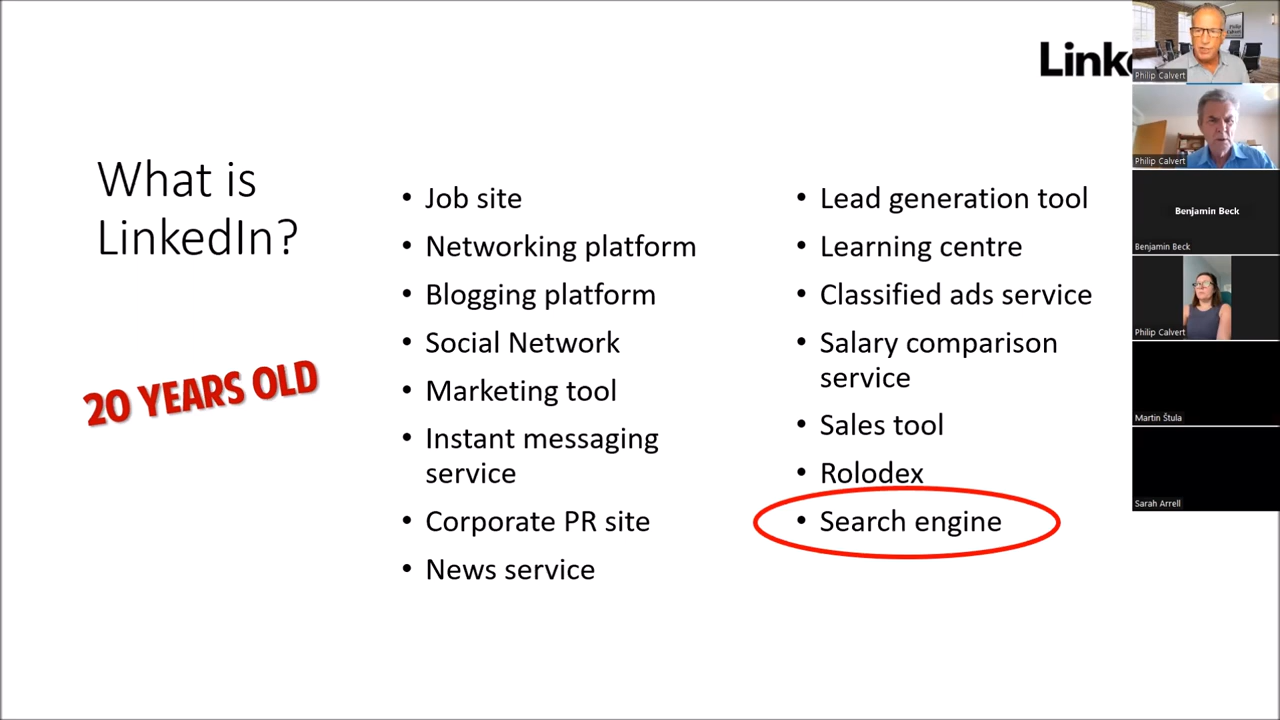 What is
LinkedIn?
20 YEARS OLD
• Job site
• Networking platform
• Blogging platform
• Social Network
• Marketing tool
• Instant messaging
service
• Corporate PR site
• News service
• Lead generation tool
• Learning centre
• Classified ads service
• Salary comparison
service
• Sales tool
• Rolodex
• Search engine
Philip Calvert
Philip Calvert
Benjamin Beck
Benjamin Beck
Philip Calvert
Martin Štula
Sarah Arrell